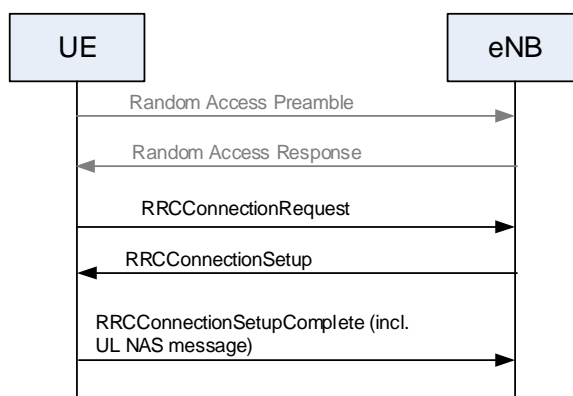 UE
eNB
Random Access Preamble
Random Access Response
RRCConnectionRequest
RRCConnectionSetup
RRCConnectionSetupComplete (incl.
UL NAS message)